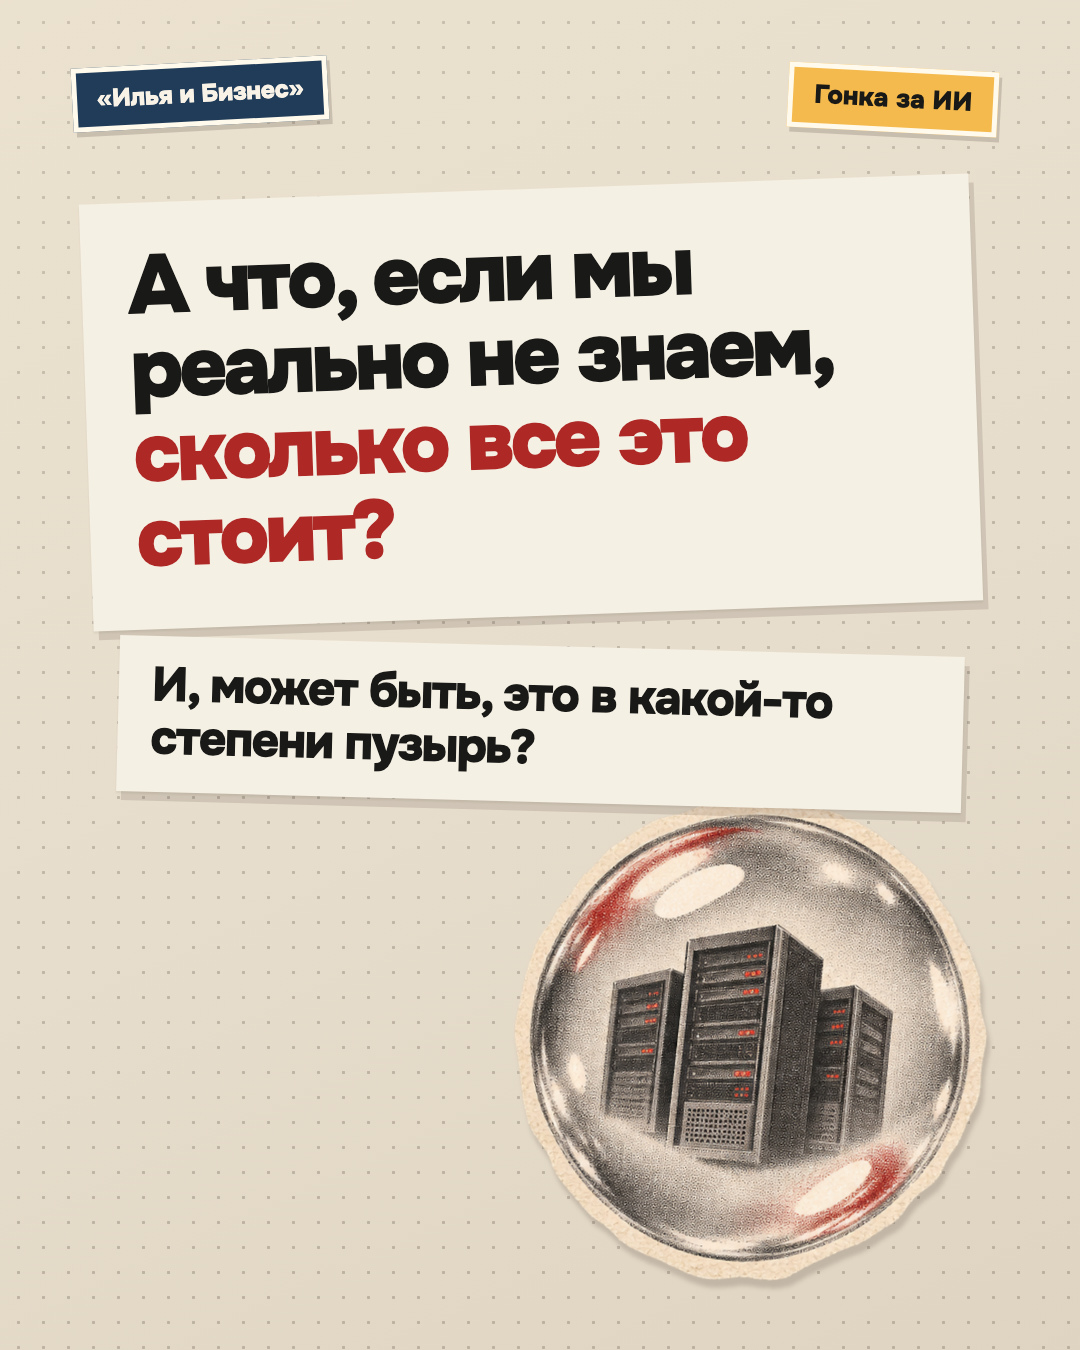 «Илья и Бизнес»
Гонка за ИИ
А что, если мы
реально не знаем,
сколько все это
стоит?
И, может быть, это в какой-то
степени пузырь?